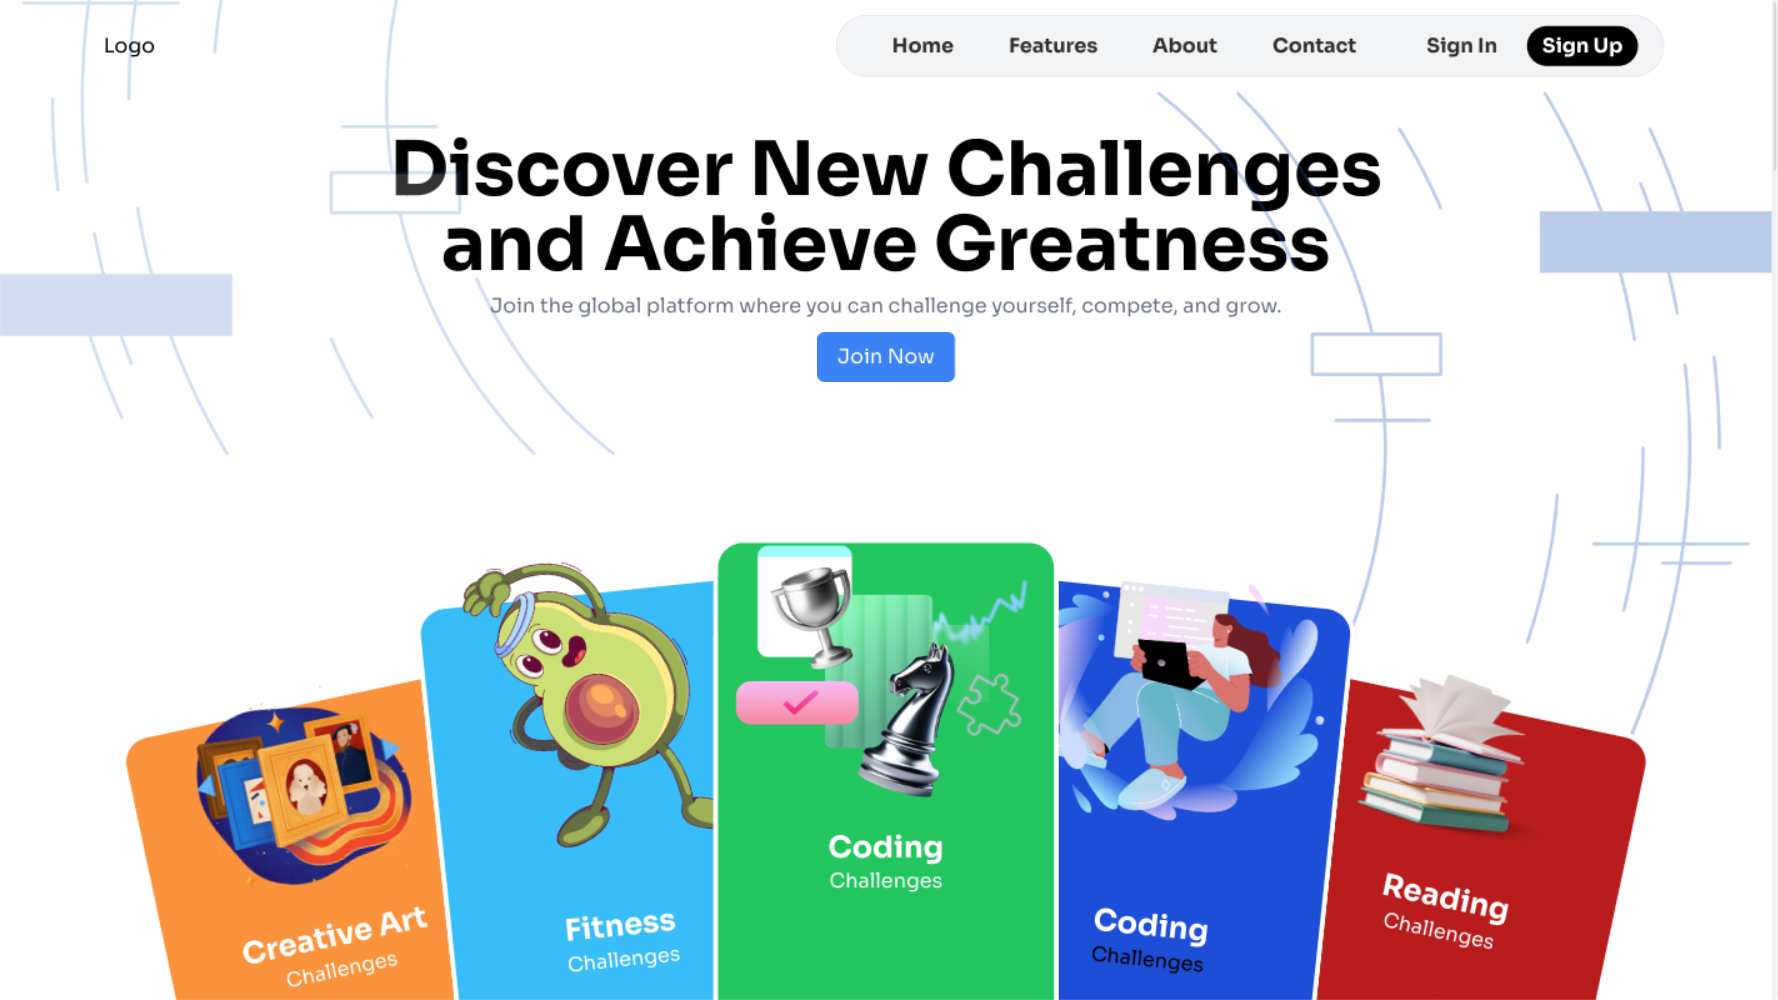 Logo
Home
Features
About
Contact
Sign In
Sign Up
Discover New Challenges
and Achieve Greatness
Join the global platform where you can challenge yourself, compete, and grow.
Join Now
Creative Art
Challenges
Fitness
Challenges
Coding
Challenges
Coding
Challenges
Reading
Challenges